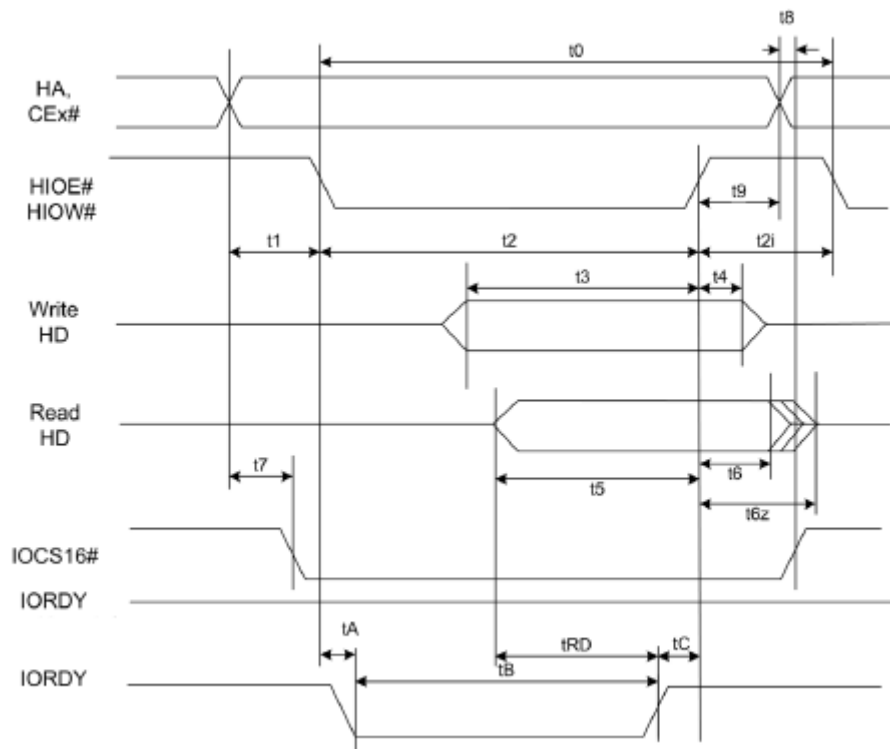 t8
t0
HA,
CEx#
HIOE#
HIOW#
t9
t1
t2
t2i
t3
t4
Write
HD
Read
HD
t7
t6
t5
t6z
IOCS16#
IORDY
tA
tRD
tC
tB
IORDY